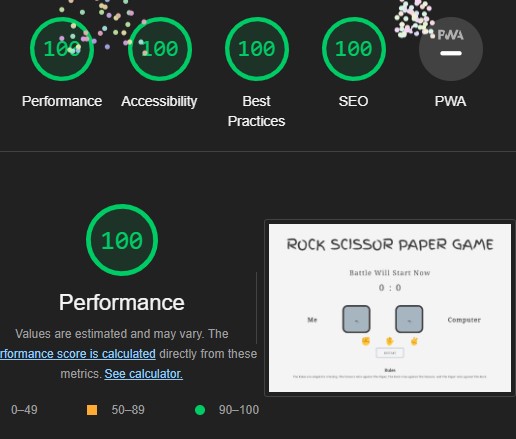 100 100 100 100 PWA
Performance Accessibility Best Practices SEO PWA
100
Performance
Values are estimated and may vary. The
rformance score is calculated directly from these
metrics. See calculator.
0–49 50–89 90–100
ROCK SCISSOR PAPER GAME
Battle Will Start Now
0 : 0
Me Computer
Rules